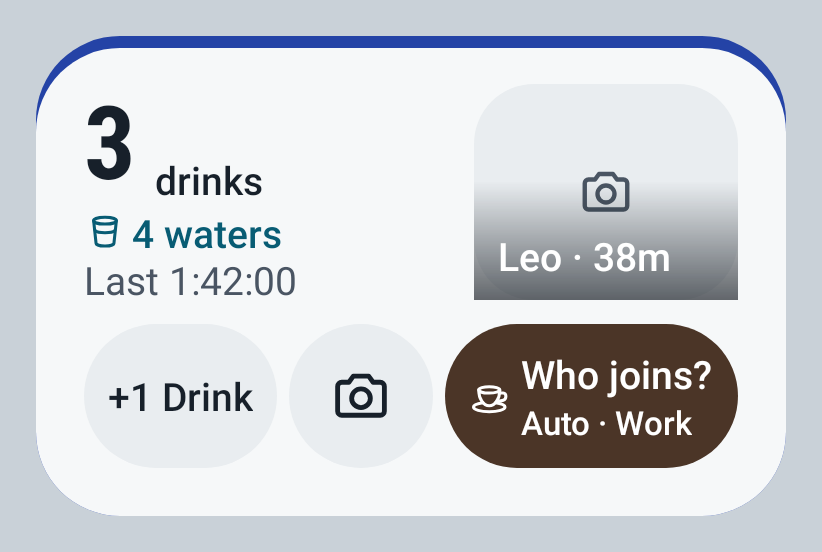 3 drinks
4 waters
Last 1:42:00
Leo · 38m
+1 Drink
Who joins?
Auto · Work